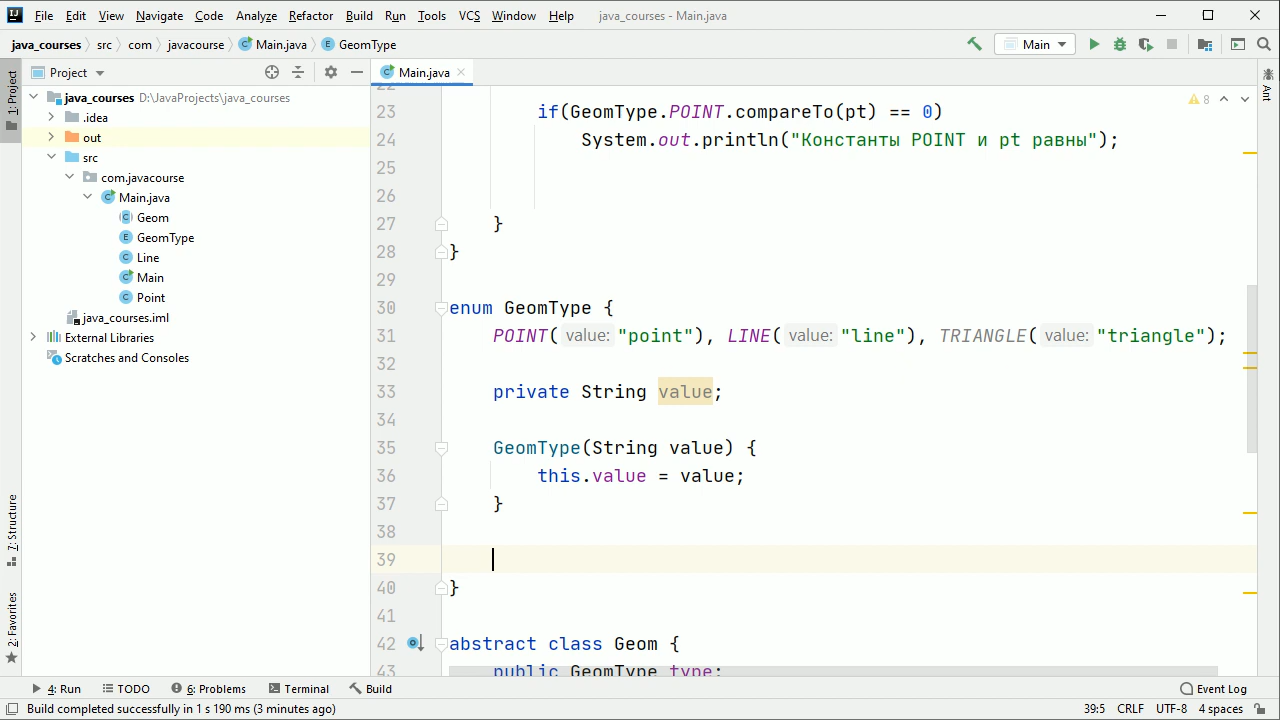 File Edit View Navigate Code Analyze Refactor Build Run Tools VCS Window Help java_courses - Main.java
java_courses src com javacourse Main.java GeomType Main
1: Project
Project
Main.java
java_courses D:\JavaProjects\java_courses
.idea
out
src
com.javacourse
Main.java
Geom
GeomType
Line
Main
Point
java_courses.iml
External Libraries
Scratches and Consoles
7: Structure
2: Favorites
22
23 if(GeomType.POINT.compareTo(pt) == 0)
24 System.out.println("Константы POINT и pt равны");
25
26
27 }
28 }
29
30 enum GeomType {
31 POINT( value: "point"), LINE( value: "line"), TRIANGLE( value: "triangle");
32
33 private String value;
34
35 GeomType(String value) {
36 this.value = value;
37 }
38
39
40 }
41
42 abstract class Geom {
43 public GeomType type;
8
Ant
4: Run TODO 6: Problems Terminal Build Event Log
Build completed successfully in 1 s 190 ms (3 minutes ago) 39:5 CRLF UTF-8 4 spaces